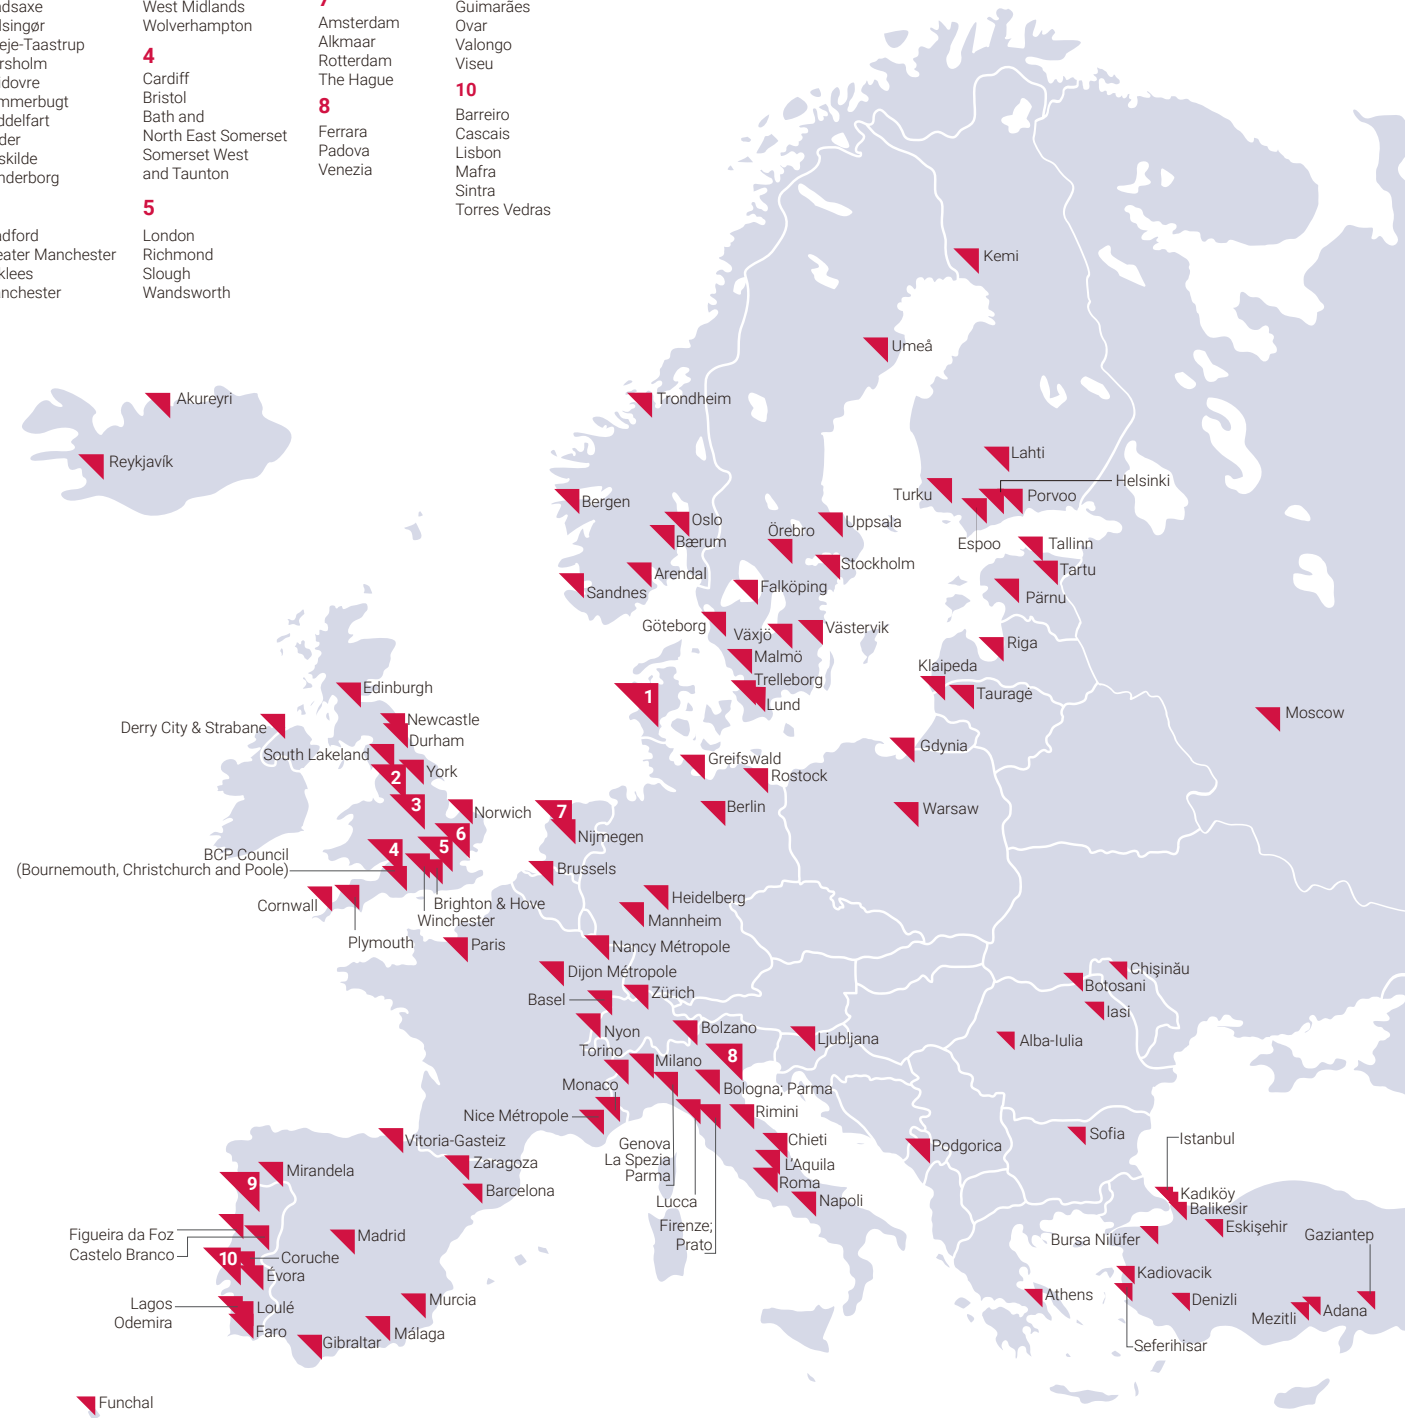 West Midlands
Wolverhampton
4
Cardiff
Bristol
Bath and
North East Somerset
Somerset West
and Taunton
5
London
Richmond
Slough
Wandsworth
Amsterdam
Alkmaar
Rotterdam
The Hague
8
Ferrara
Padova
Venezia
Guimarães
Ovar
Valongo
Viseu
10
Barreiro
Cascais
Lisbon
Mafra
Sintra
Torres Vedras
Kemi
Umeå
Akureyri
Trondheim
Reykjavík
Lahti
Helsinki
Turku
Porvoo
Bergen
Oslo
Bærum
Örebro
Uppsala
Espoo
Tallinn
Stockholm
Tartu
Arendal
Sandnes
Falköping
Pärnu
Göteborg
Växjö
Västervik
Riga
Malmö
Klaipeda
Trelleborg
Tauragė
Lund
1
Edinburgh
Moscow
Derry City & Strabane
Newcastle
Durham
South Lakeland
York
2
Gdynia
Greifswald
Rostock
3
Norwich
7
Berlin
Warsaw
6
Nijmegen
5
4
BCP Council
(Bournemouth, Christchurch and Poole)
Brussels
Heidelberg
Cornwall
Brighton & Hove
Winchester
Mannheim
Plymouth
Paris
Nancy Métropole
Dijon Métropole
Chişinău
Botosani
Basel
Zürich
Iasi
Nyon
Bolzano
Ljubljana
Alba-Iulia
Torino
Milano
8
Monaco
Bologna; Parma
Nice Métropole
Rimini
Vitoria-Gasteiz
Genova
La Spezia
Parma
Chieti
L'Aquila
Roma
Podgorica
Sofia
Istanbul
Mirandela
Zaragoza
9
Barcelona
Lucca
Napoli
Kadıköy
Balikesir
Figueira da Foz
Castelo Branco
Madrid
Firenze;
Prato
Bursa Nilüfer
Eskişehir
Gaziantep
10
Coruche
Évora
Kadiovacik
Lagos
Odemira
Loulé
Faro
Murcia
Málaga
Gibraltar
Athens
Denizli
Mezitli
Adana
Seferihisar
Funchal